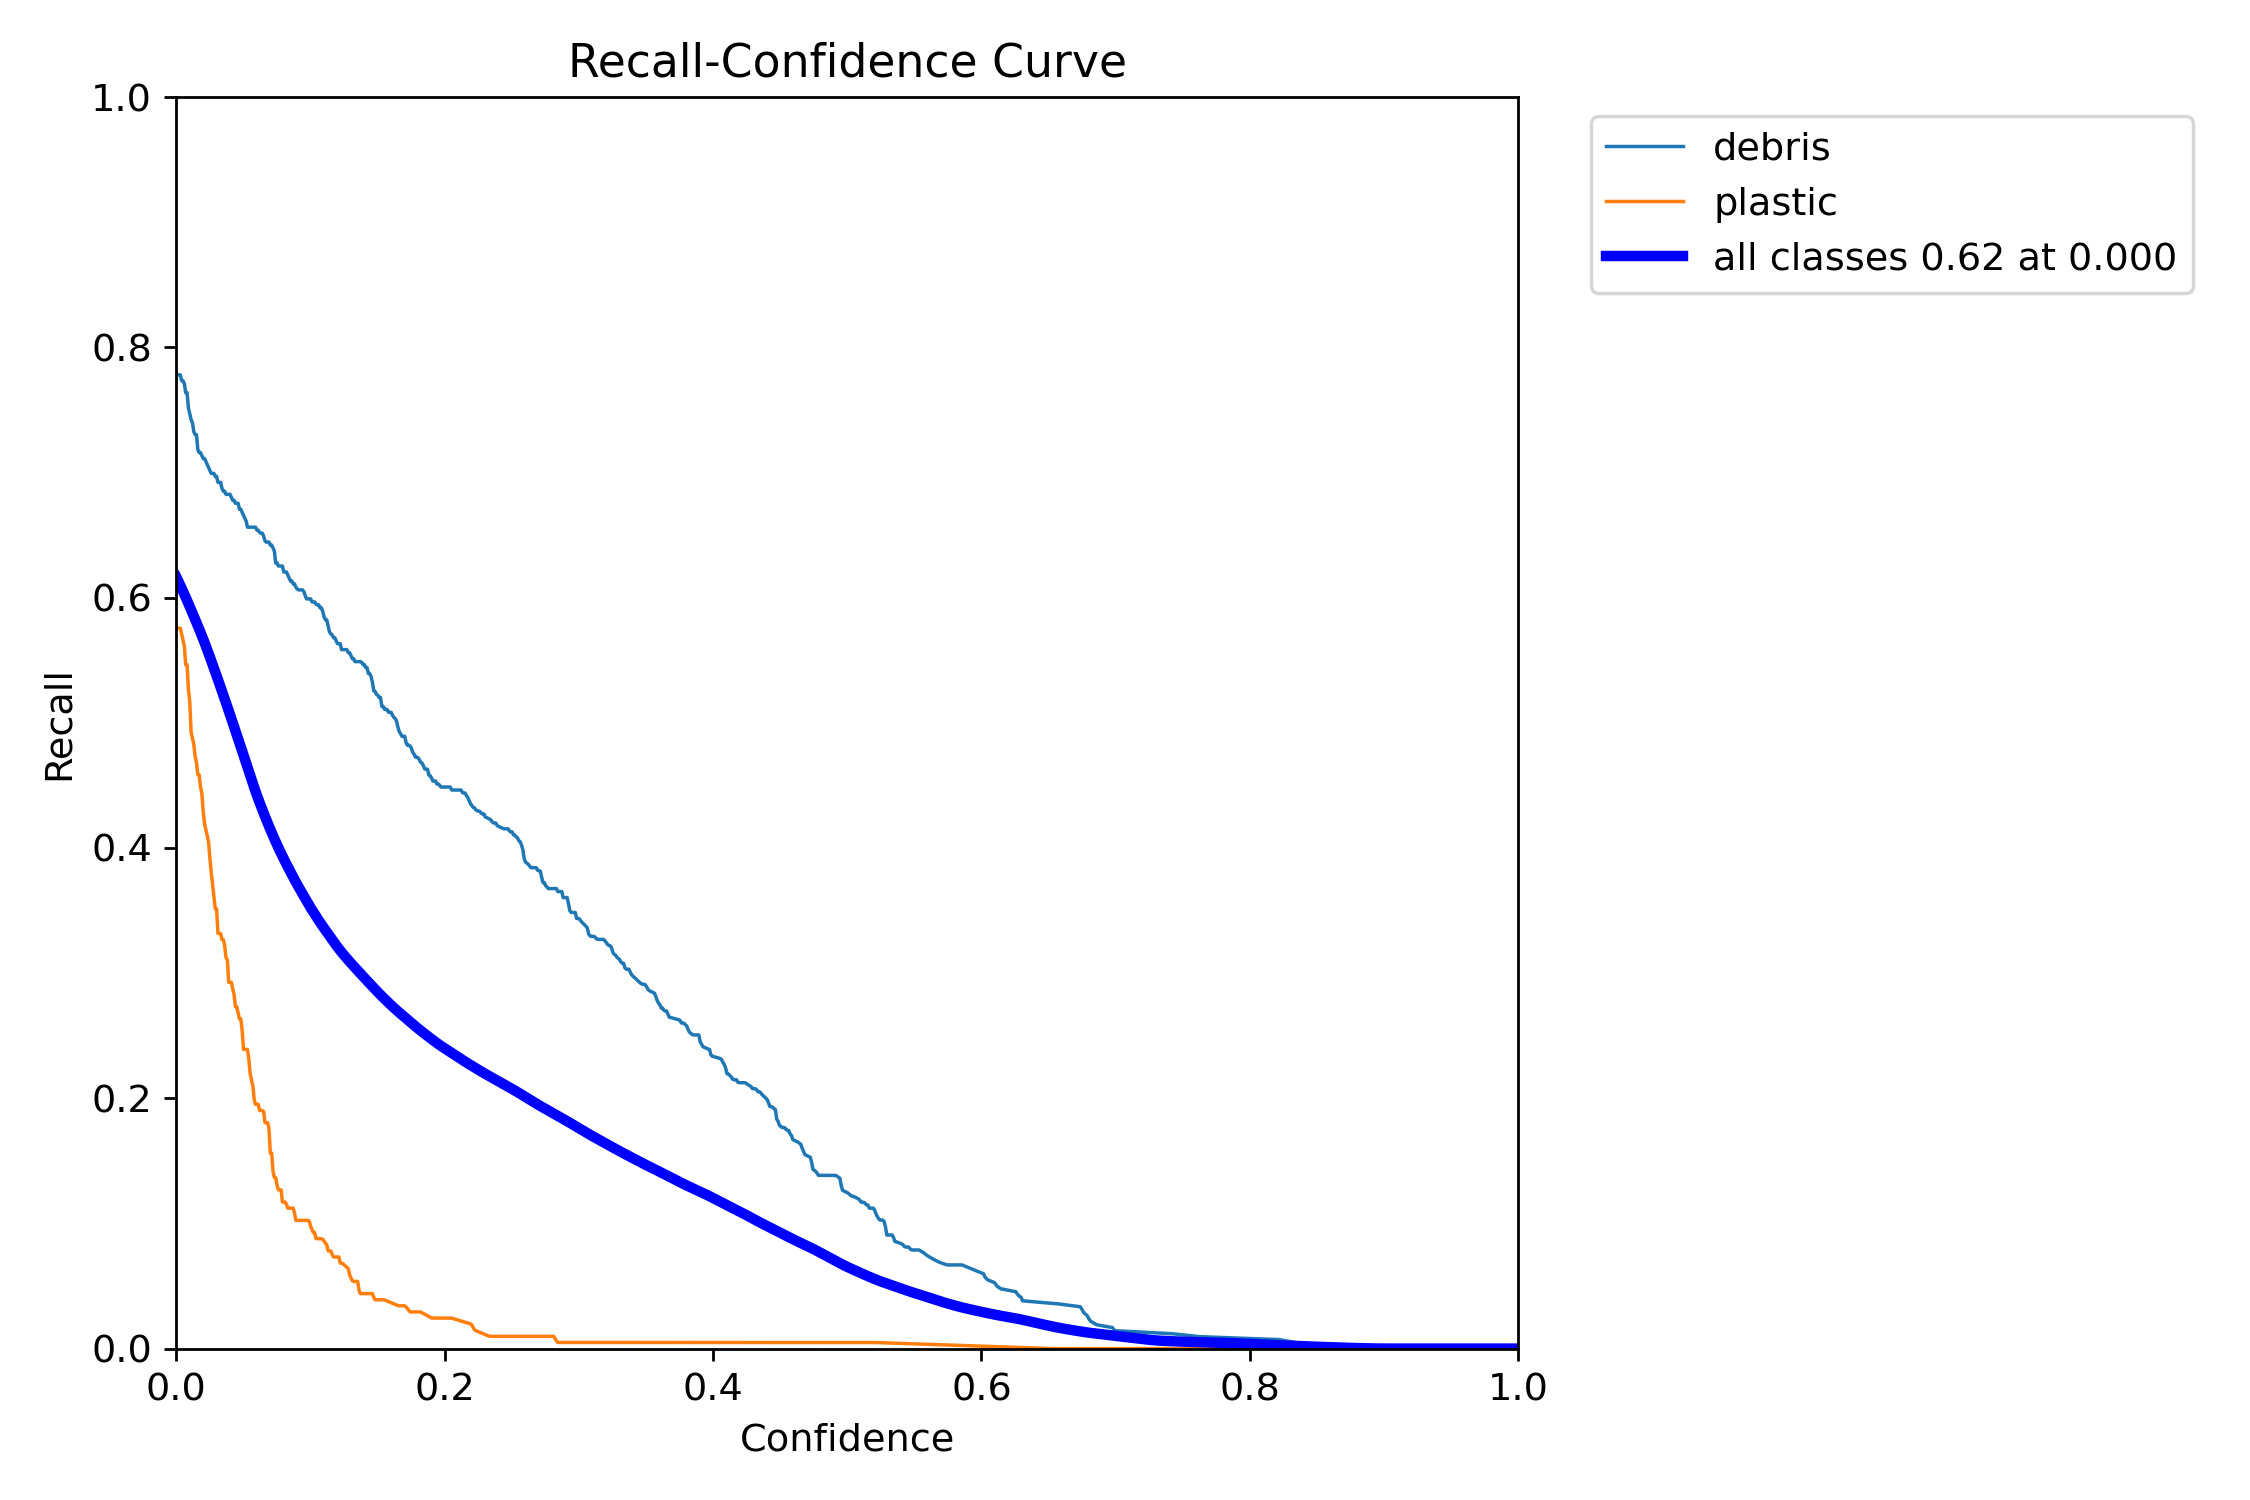 Recall-Confidence Curve
1.0
0.8
0.6
0.4
0.2
0.0
Recall
0.0 0.2 0.4 0.6 0.8 1.0
Confidence
debris
plastic
all classes 0.62 at 0.000